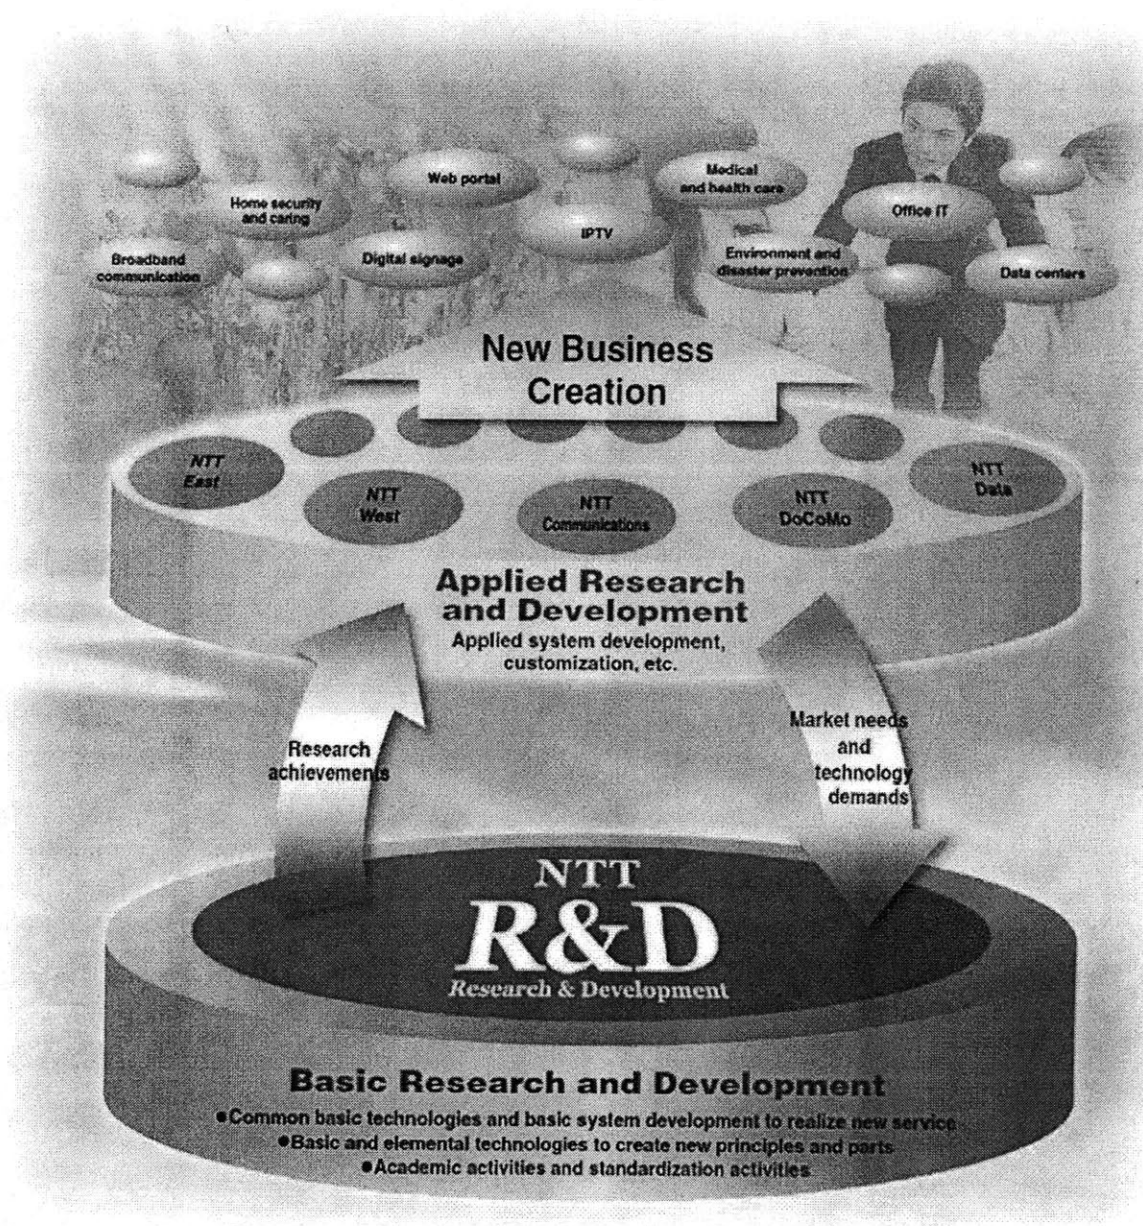 Web portal
Medical
and health care
Home security
and caring
Office IT
IPTV
Broadband
communication
Digital signage
Environment and
disaster prevention
Data centers
New Business
Creation
NTT
East
NTT
West
NTT
Communications
NTT
DoCoMo
NTT
Data
Applied Research
and Development
Applied system development,
customization, etc.
Research
achievements
Market needs
and
technology
demands
NTT
R&D
Research & Development
Basic Research and Development
●Common basic technologies and basic system development to realize new service
●Basic and elemental technologies to create new principles and parts
●Academic activities and standardization activities